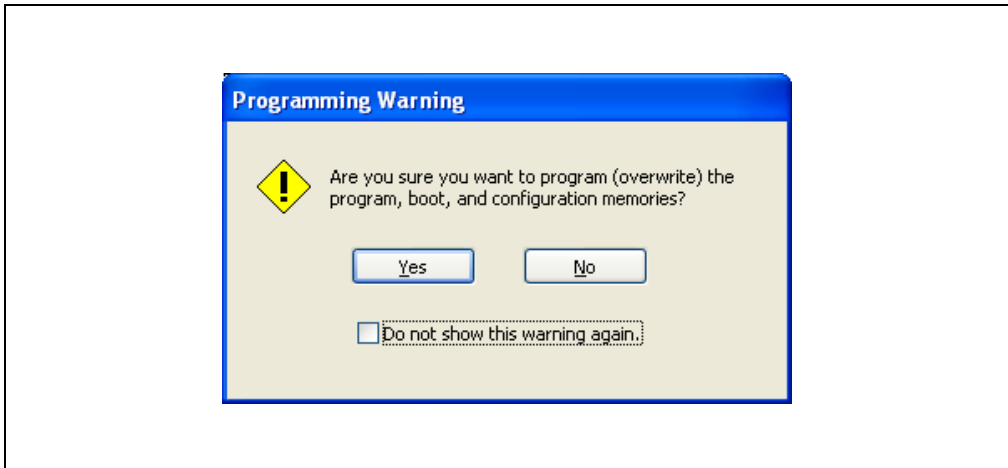 Programming Warning
Are you sure you want to program (overwrite) the
program, boot, and configuration memories?
Yes
No
Do not show this warning again.